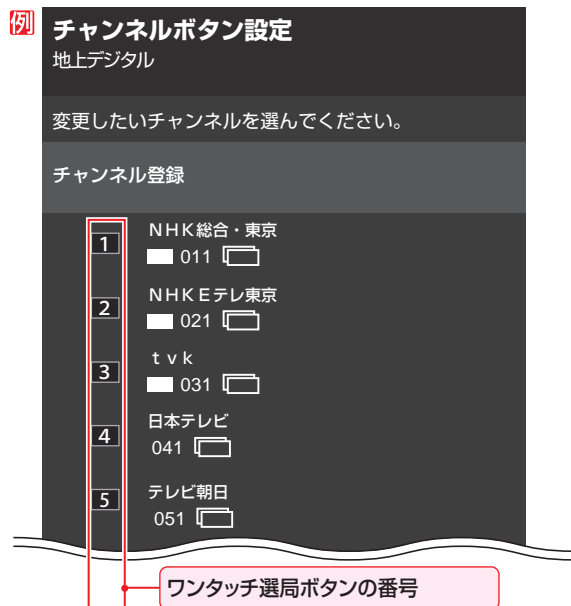 例 チャンネルボタン設定
地上デジタル
変更したいチャンネルを選んでください。
チャンネル登録
1 ＮＨＫ総合・東京
011
2 ＮＨＫＥテレ東京
021
3 ｔｖｋ
031
4 日本テレビ
041
5 テレビ朝日
051
ワンタッチ選局ボタンの番号